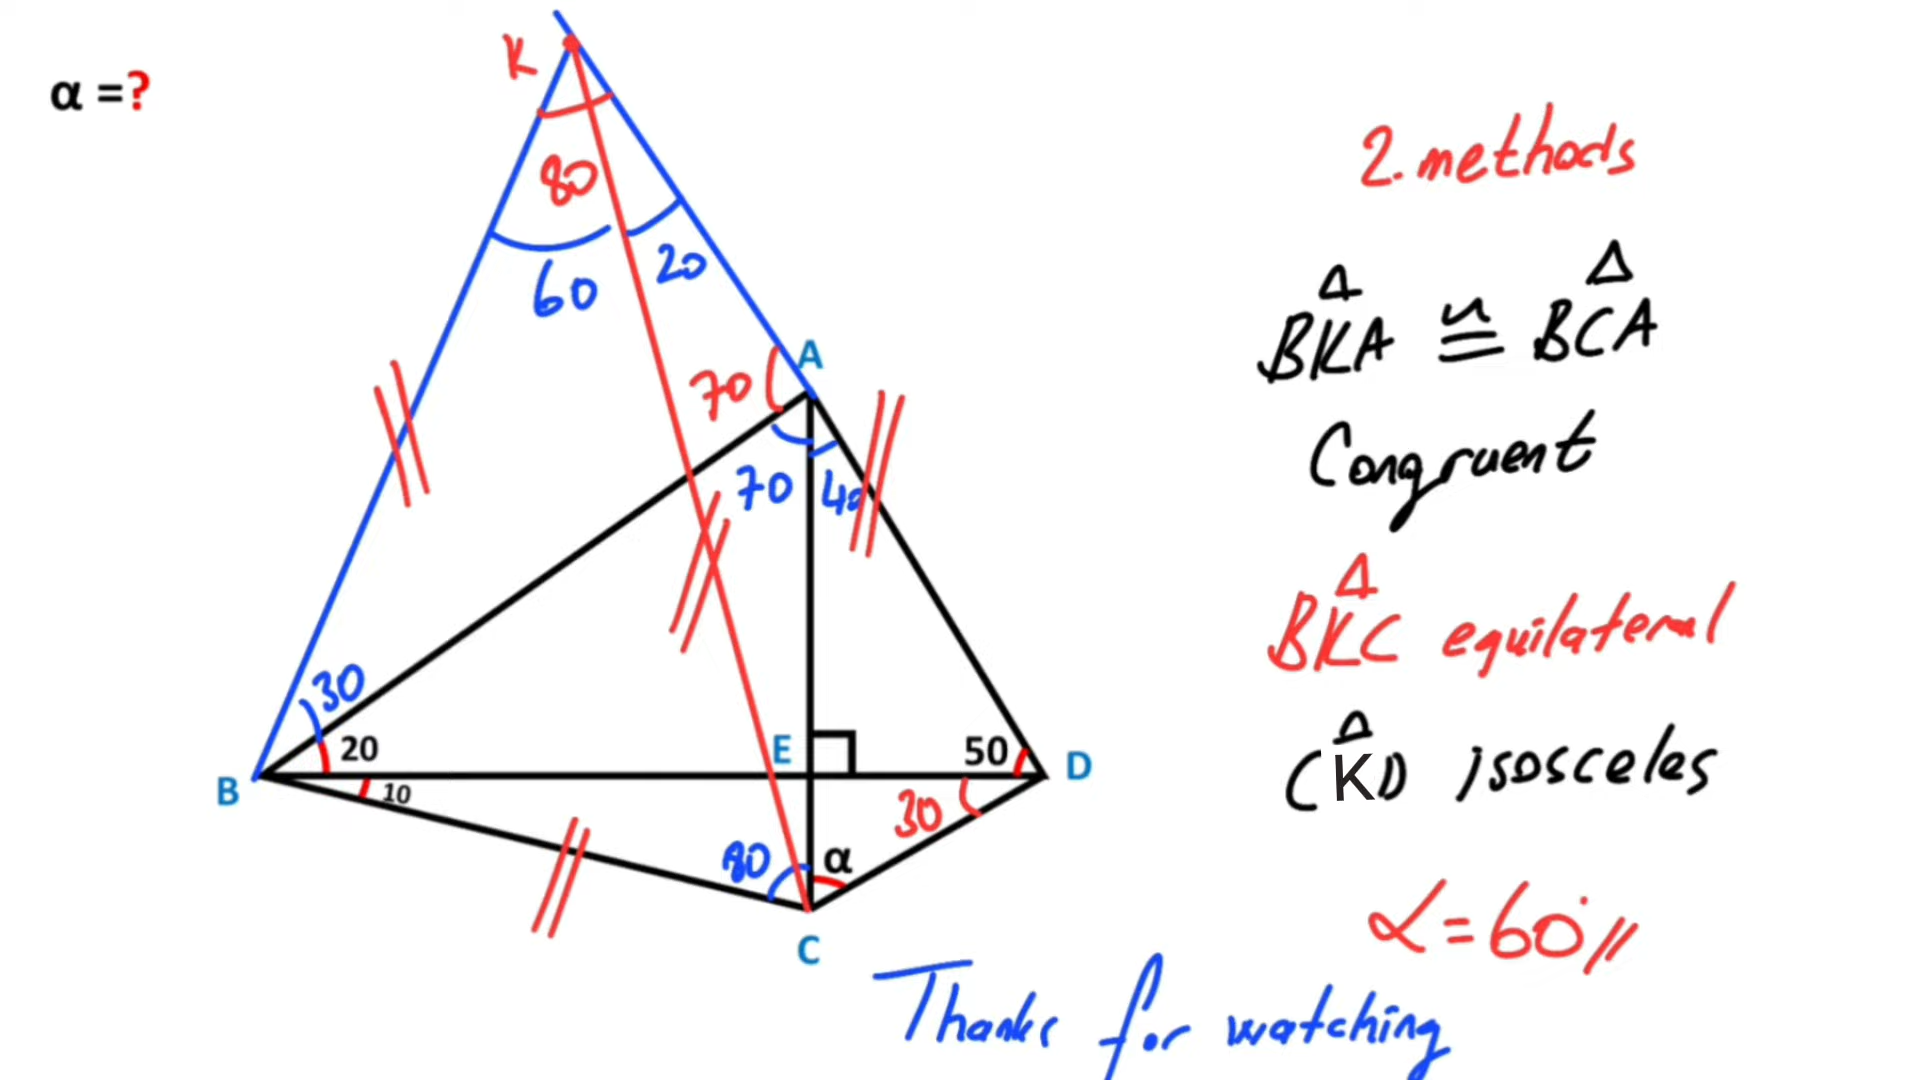 α =?
K
80
60
20
A
70
70
40
30
20
10
B
E
50
D
30
80
α
C
2. methods
Δ Δ
BKA ≅ BCA
Congruent
Δ
BKC equilateral
Δ
CKD isosceles
α = 60°//
Thanks for watching